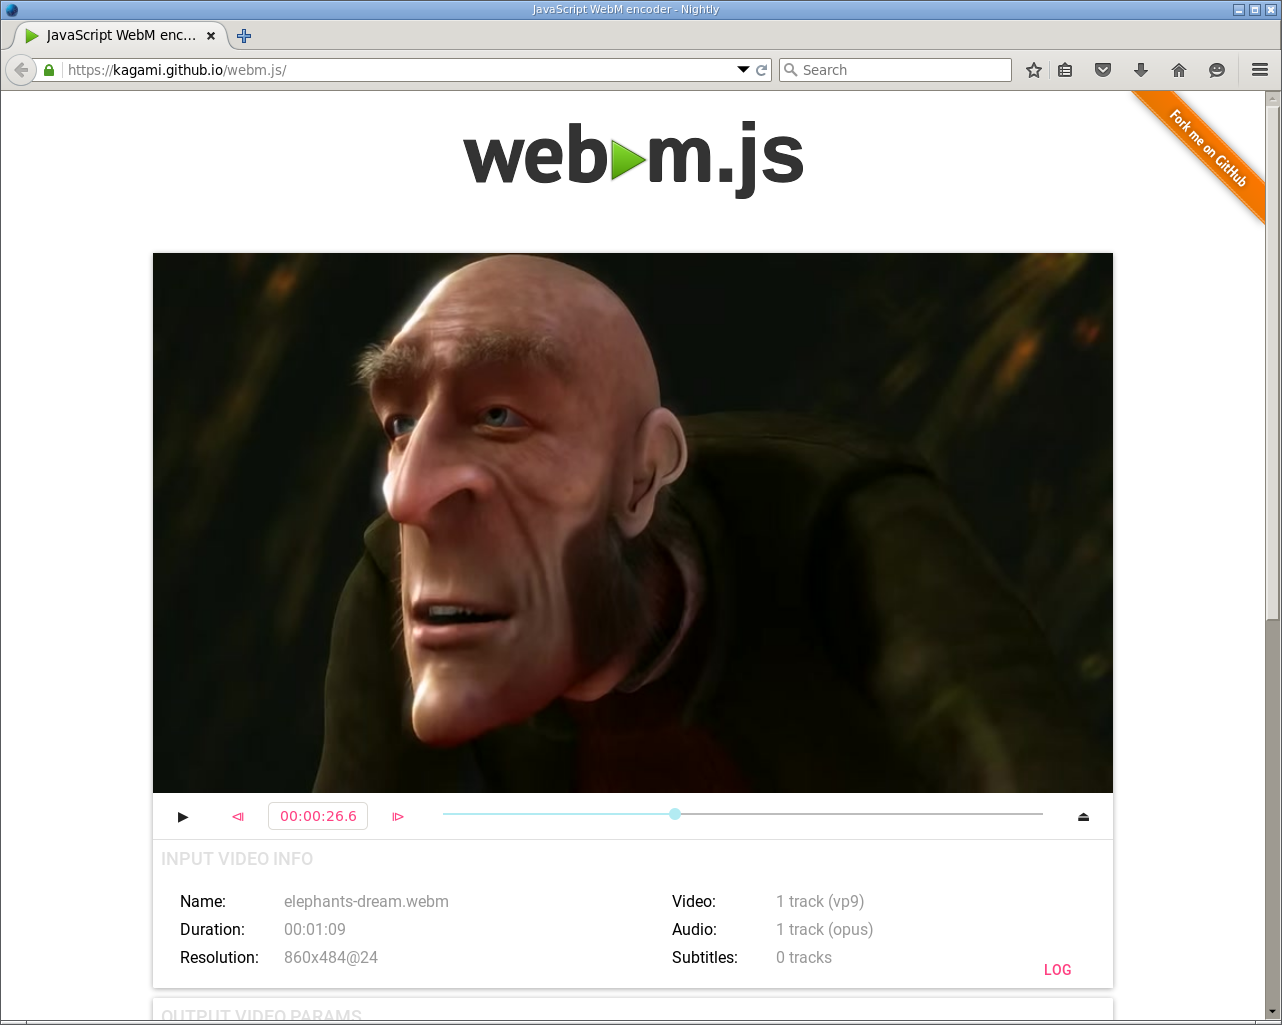 JavaScript WebM encoder - Nightly
JavaScript WebM enc...
https://kagami.github.io/webm.js/
Search
Fork me on GitHub
webm.js
00:00:26.6
INPUT VIDEO INFO
Name: elephants-dream.webm
Video: 1 track (vp9)
Duration: 00:01:09
Audio: 1 track (opus)
Resolution: 860x484@24
Subtitles: 0 tracks
LOG
OUTPUT VIDEO PARAMS